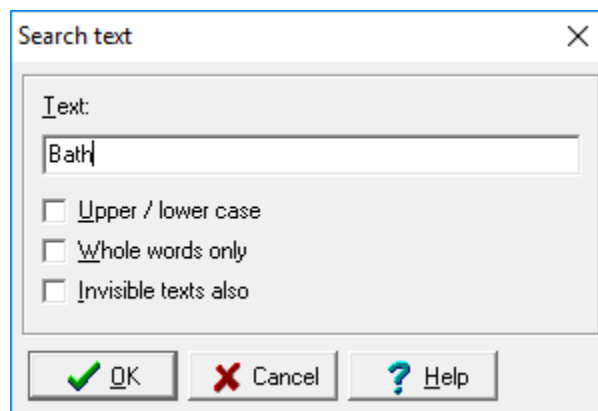 Search text
Text:
Bath
Upper / lower case
Whole words only
Invisible texts also
OK Cancel Help